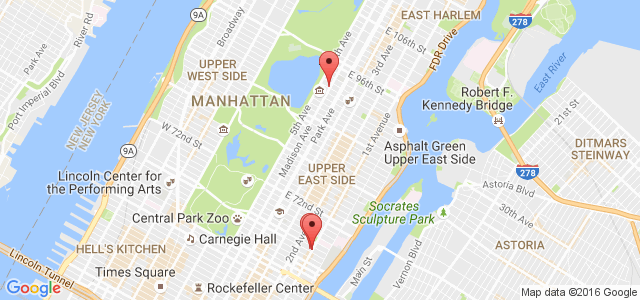 EAST HARLEM
278
Broadway
9A
5th Ave
E 106th St
FDR Drive
Park Ave
3rd Ave
UPPER
WEST SIDE
E 96th St
East River
Port Imperial Blvd
MANHATTAN
Robert F.
Kennedy Bridge
5th Ave
Park Ave
21st St
NEW JERSEY
NEW YORK
W 72nd St
Madison Ave
1st Avenue
Asphalt Green
Upper East Side
DITMARS
STEINWAY
9A
UPPER
EAST SIDE
278
Lincoln Center for
the Performing Arts
Astoria Blvd
E 72nd St
Socrates
Sculpture Park
30th Ave
Central Park Zoo
Carnegie Hall
2nd Ave
HELL'S KITCHEN
ASTORIA
Lincoln Tunnel
Times Square
Main St
Vernon Blvd
Rockefeller Center
Google
Map data ©2016 Google